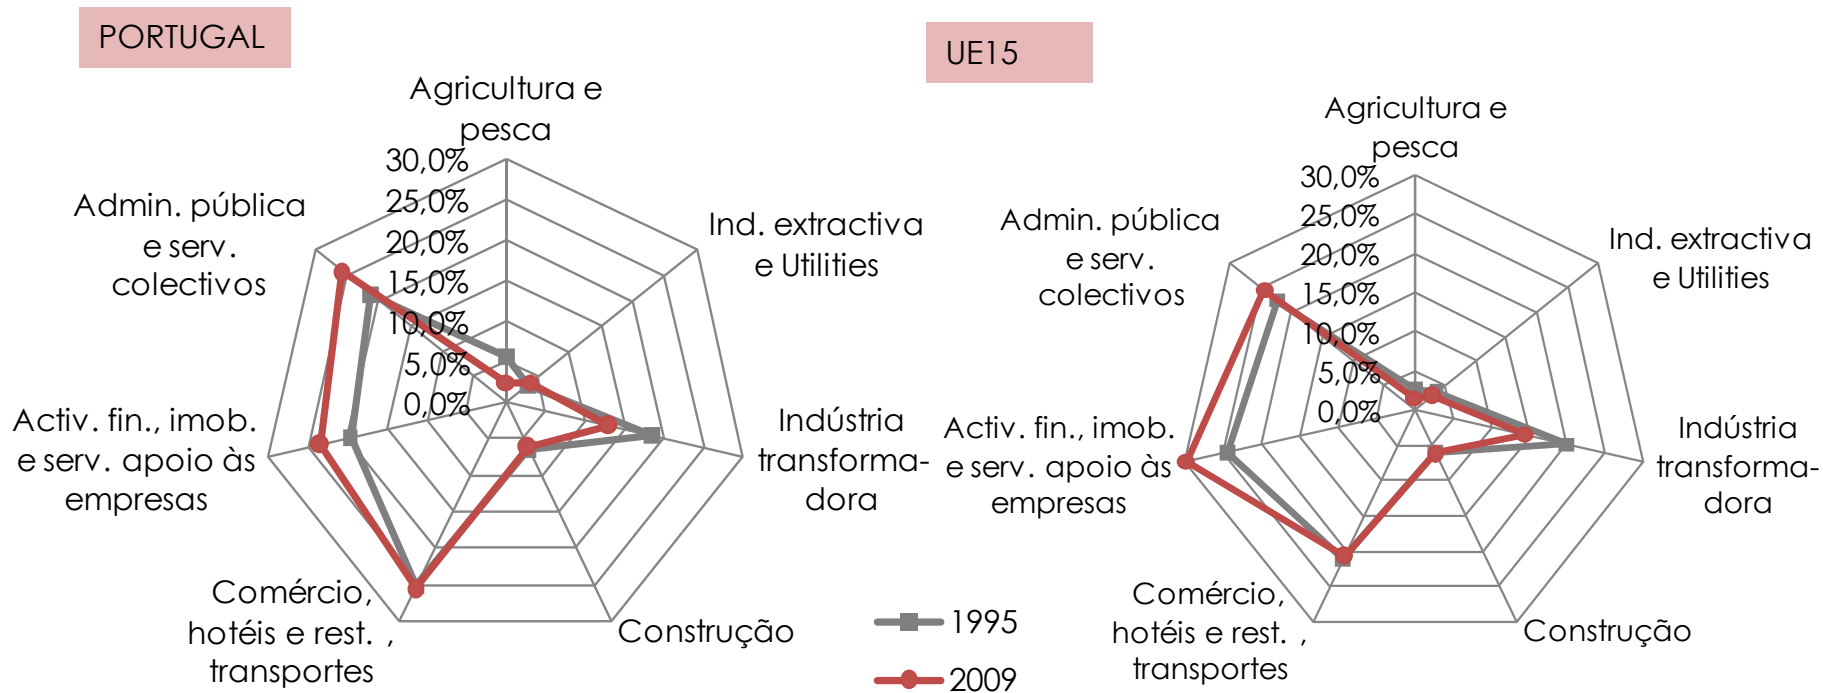 PORTUGAL
Agricultura e
pesca
30,0%
25,0%
20,0%
15,0%
10,0%
5,0%
0,0%
Ind. extractiva
e Utilities
Indústria
transforma-
dora
Construção
Comércio,
hotéis e rest. ,
transportes
Activ. fin., imob.
e serv. apoio às
empresas
Admin. pública
e serv.
colectivos
UE15
Agricultura e
pesca
30,0%
25,0%
20,0%
15,0%
10,0%
5,0%
0,0%
Ind. extractiva
e Utilities
Indústria
transforma-
dora
Construção
Comércio,
hotéis e rest. ,
transportes
Activ. fin., imob.
e serv. apoio às
empresas
Admin. pública
e serv.
colectivos
1995
2009